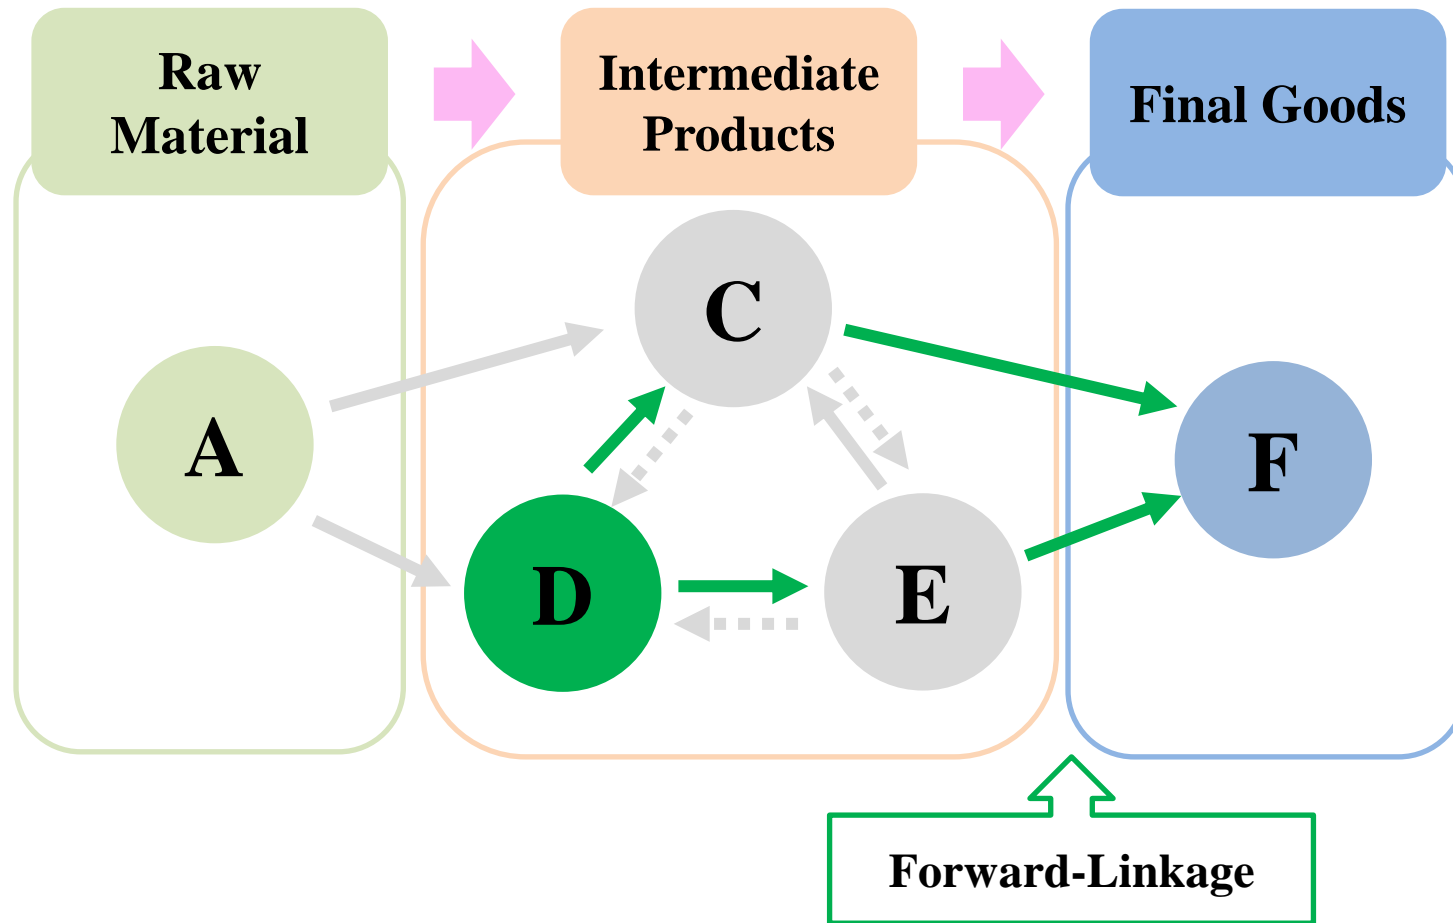 Raw
Material
Intermediate
Products
Final Goods
C
A
F
D
E
Forward-Linkage